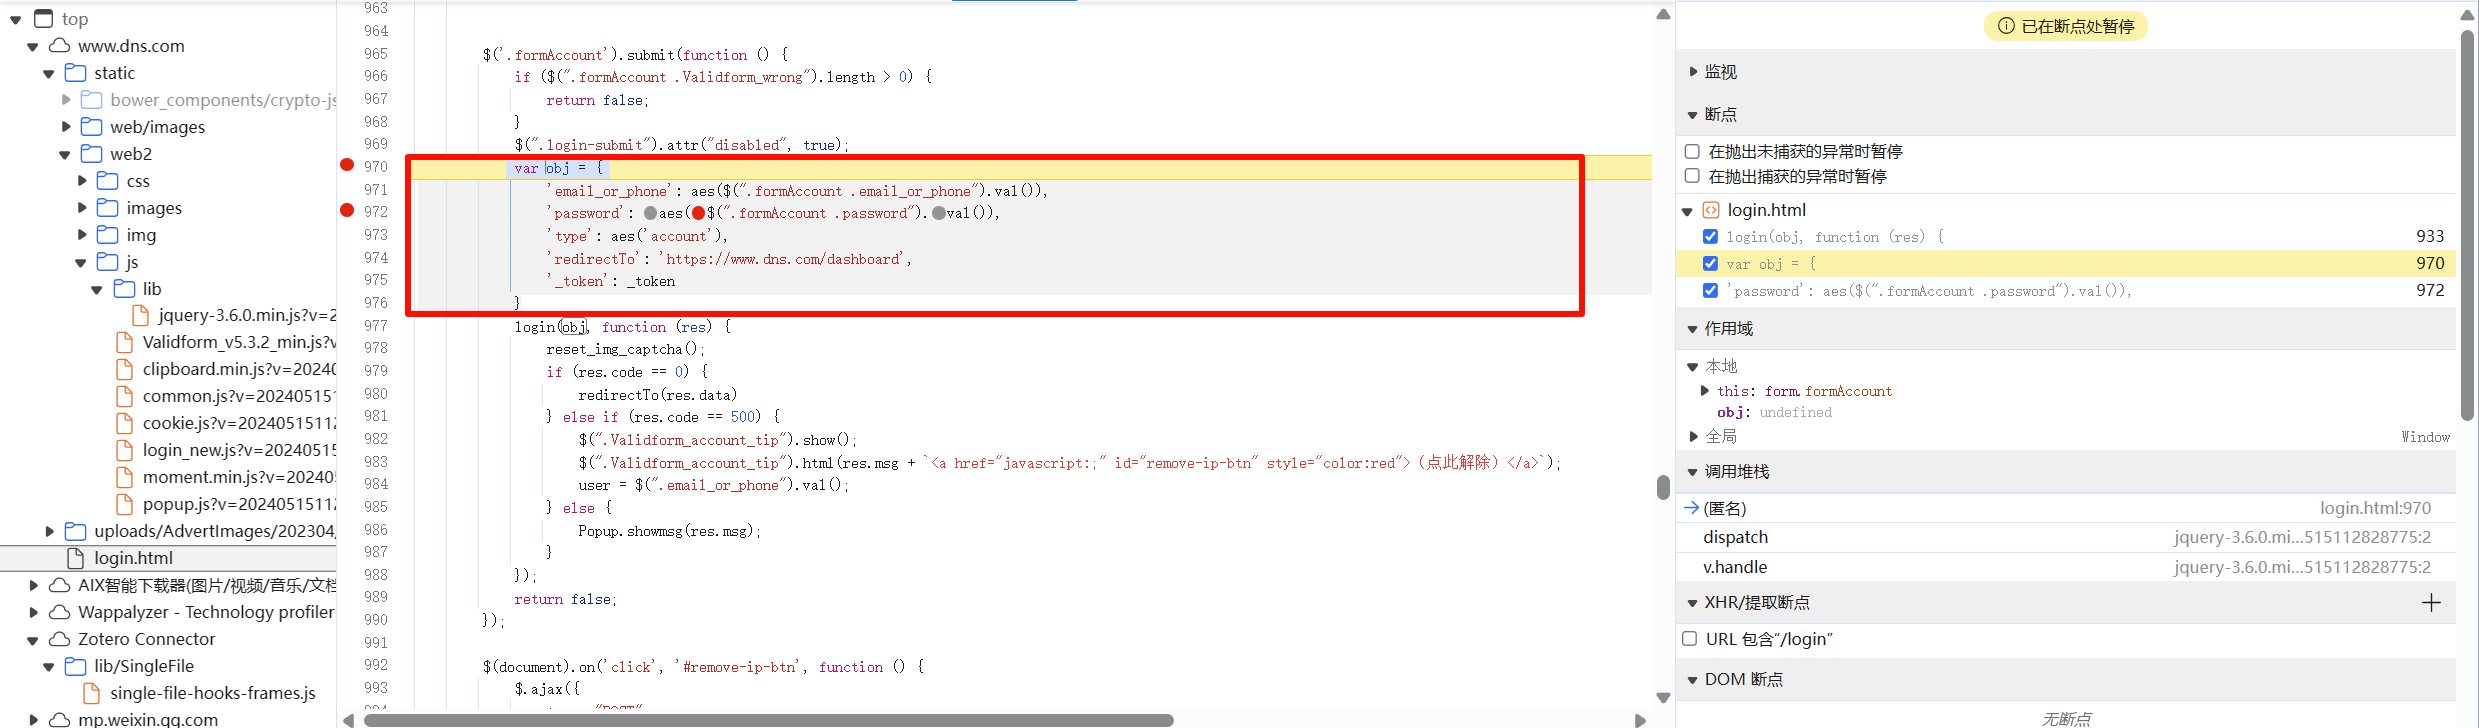 top
www.dns.com
static
bower_components/crypto-js
web/images
web2
css
images
img
js
lib
jquery-3.6.0.min.js?v=2
Validform_v5.3.2_min.js?v
clipboard.min.js?v=20240
common.js?v=202405151
cookie.js?v=20240515112
login_new.js?v=2024051
moment.min.js?v=202405
popup.js?v=20240515112
uploads/AdvertImages/202304/
login.html
AIX智能下载器(图片/视频/音乐/文档
Wappalyzer - Technology profiler
Zotero Connector
lib/SingleFile
single-file-hooks-frames.js
mp.weixin.qq.com
963
964
965 $('.formAccount').submit(function () {
966 if ($(".formAccount .Validform_wrong").length > 0) {
967 return false;
968 }
969 $(".login-submit").attr("disabled", true);
970 var obj = {
971 'email_or_phone': aes($(".formAccount .email_or_phone").val()),
972 'password': aes($(".formAccount .password").val()),
973 'type': aes('account'),
974 'redirectTo': 'https://www.dns.com/dashboard',
975 '_token': _token
976 }
977 login(obj, function (res) {
978 reset_img_captcha();
979 if (res.code == 0) {
980 redirectTo(res.data)
981 } else if (res.code == 500) {
982 $(".Validform_account_tip").show();
983 $(".Validform_account_tip").html(res.msg + `<a href="javascript:;" id="remove-ip-btn" style="color:red">（点此解除）</a>`);
984 user = $(".email_or_phone").val();
985 } else {
986 Popup.showmsg(res.msg);
987 }
988 });
989 return false;
990 });
991
992 $(document).on('click', '#remove-ip-btn', function () {
993 $.ajax({
已在断点处暂停
监视
断点
在抛出未捕获的异常时暂停
在抛出捕获的异常时暂停
login.html
login(obj, function (res) { 933
var obj = { 970
'password': aes($(".formAccount .password").val()), 972
作用域
本地
this: form.formAccount
obj: undefined
全局 Window
调用堆栈
(匿名) login.html:970
dispatch jquery-3.6.0.mi...515112828775:2
v.handle jquery-3.6.0.mi...515112828775:2
XHR/提取断点
URL 包含"/login"
DOM 断点
无断点